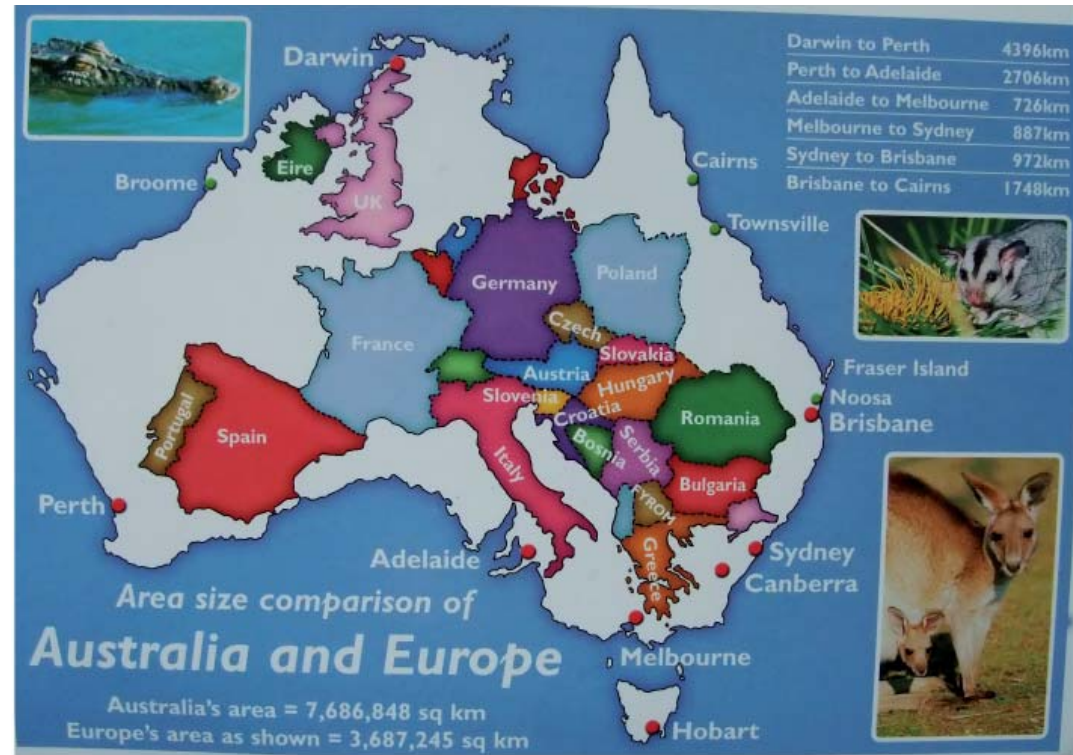 Darwin
Darwin to Perth 4396km
Perth to Adelaide 2706km
Adelaide to Melbourne 726km
Melbourne to Sydney 887km
Sydney to Brisbane 972km
Brisbane to Cairns 1748km
Broome
Eire
UK
Cairns
Townsville
Germany
Poland
France
Czech
Slovakia
Austria
Hungary
Slovenia
Croatia
Fraser Island
Noosa
Brisbane
Portugal
Spain
Italy
Bosnia
Serbia
Romania
Bulgaria
FYROM
Greece
Perth
Adelaide
Sydney
Canberra
Melbourne
Hobart
Area size comparison of
Australia and Europe
Australia's area = 7,686,848 sq km
Europe's area as shown = 3,687,245 sq km